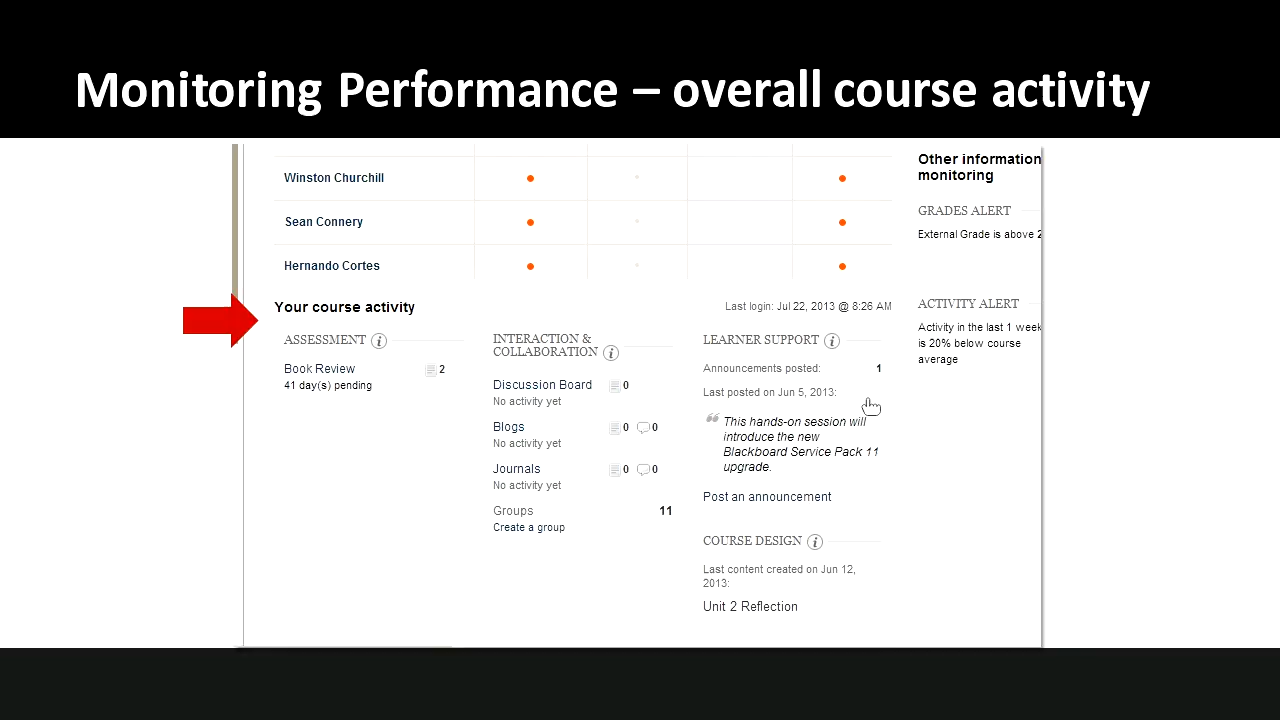 Monitoring Performance – overall course activity
Winston Churchill
Sean Connery
Hernando Cortes
Your course activity
Last login: Jul 22, 2013 @ 8:26 AM
ASSESSMENT
Book Review
2
41 day(s) pending
INTERACTION &
COLLABORATION
Discussion Board
0
No activity yet
Blogs
0
0
No activity yet
Journals
0
0
No activity yet
Groups
11
Create a group
LEARNER SUPPORT
Announcements posted:
1
Last posted on Jun 5, 2013:
This hands-on session will
introduce the new
Blackboard Service Pack 11
upgrade.
Post an announcement
COURSE DESIGN
Last content created on Jun 12,
2013:
Unit 2 Reflection
Other information
monitoring
GRADES ALERT
External Grade is above 2
ACTIVITY ALERT
Activity in the last 1 week
is 20% below course
average